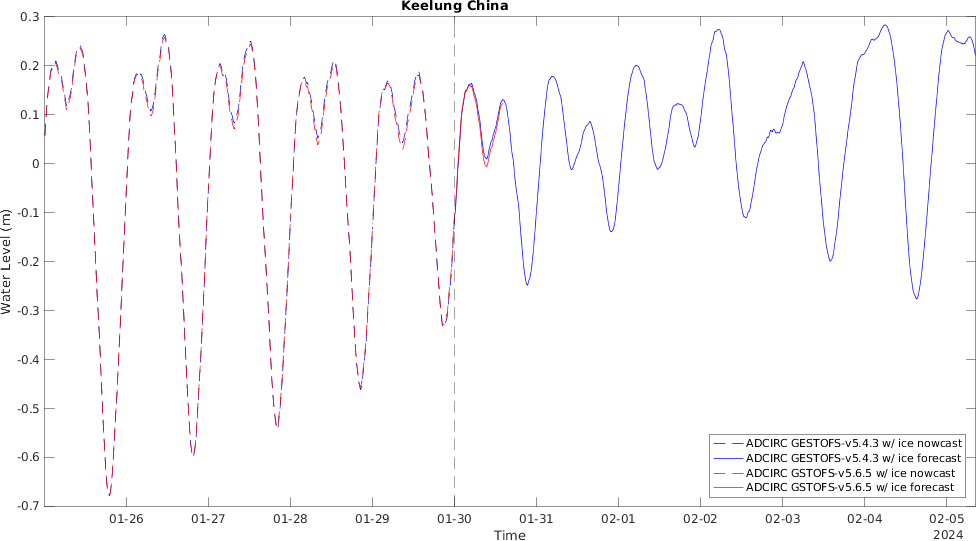 Keelung China
Water Level (m)
0.3
0.2
0.1
0
-0.1
-0.2
-0.3
-0.4
-0.5
-0.6
-0.7
ADCIRC GESTOFS-v5.4.3 w/ ice nowcast
ADCIRC GESTOFS-v5.4.3 w/ ice forecast
ADCIRC GSTOFS-v5.6.5 w/ ice nowcast
ADCIRC GSTOFS-v5.6.5 w/ ice forecast
01-26 01-27 01-28 01-29 01-30 01-31 02-01 02-02 02-03 02-04 02-05
Time
2024